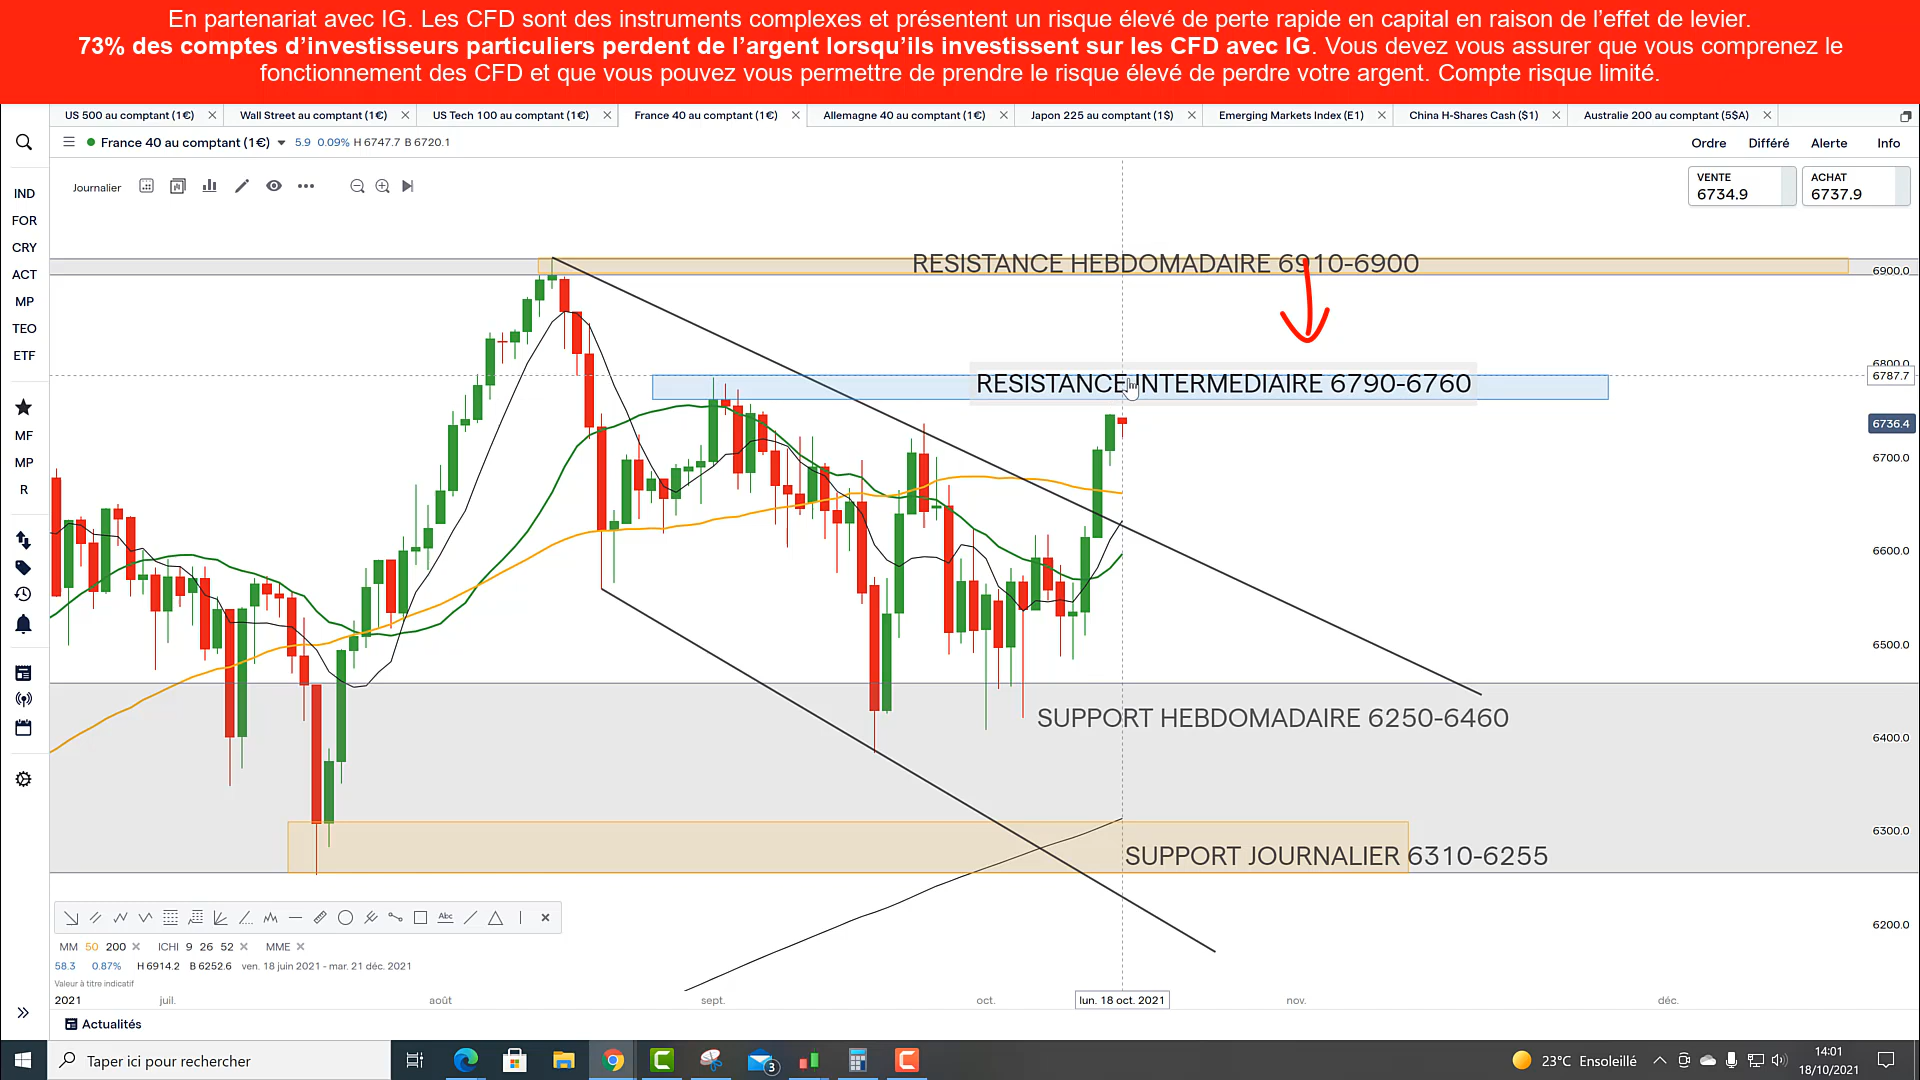 En partenariat avec IG. Les CFD sont des instruments complexes et présentent un risque élevé de perte rapide en capital en raison de l'effet de levier.
73% des comptes d'investisseurs particuliers perdent de l'argent lorsqu'ils investissent sur les CFD avec IG. Vous devez vous assurer que vous comprenez le
fonctionnement des CFD et que vous pouvez vous permettre de prendre le risque élevé de perdre votre argent. Compte risque limité.
US 500 au comptant (1€) Wall Street au comptant (1€) US Tech 100 au comptant (1€) France 40 au comptant (1€) Allemagne 40 au comptant (1€) Japon 225 au comptant (1$) Emerging Markets Index (E1) China H-Shares Cash ($1) Australie 200 au comptant (5$A)
France 40 au comptant (1€) 5.9 0.09% H 6747.7 B 6720.1 Ordre Différé Alerte Info
Journalier
VENTE ACHAT
6734.9 6737.9
IND
FOR
CRY
ACT
MP
TEO
ETF
MF
MP
R
RESISTANCE HEBDOMADAIRE 6910-6900
6900.0
6800.0
6787.7
RESISTANCE INTERMEDIAIRE 6790-6760
6736.4
6700.0
6600.0
6500.0
SUPPORT HEBDOMADAIRE 6250-6460
6400.0
6300.0
SUPPORT JOURNALIER 6310-6255
6200.0
Abc
MM 50 200 ICHI 9 26 52 MME
58.3 0.87% H 6914.2 B 6252.6 ven. 18 juin 2021 - mar. 21 déc. 2021
Valeur à titre indicatif
2021 juil. août sept. oct. lun. 18 oct. 2021 nov. déc.
Actualités
Taper ici pour rechercher
3
23°C Ensoleillé
14:01
18/10/2021